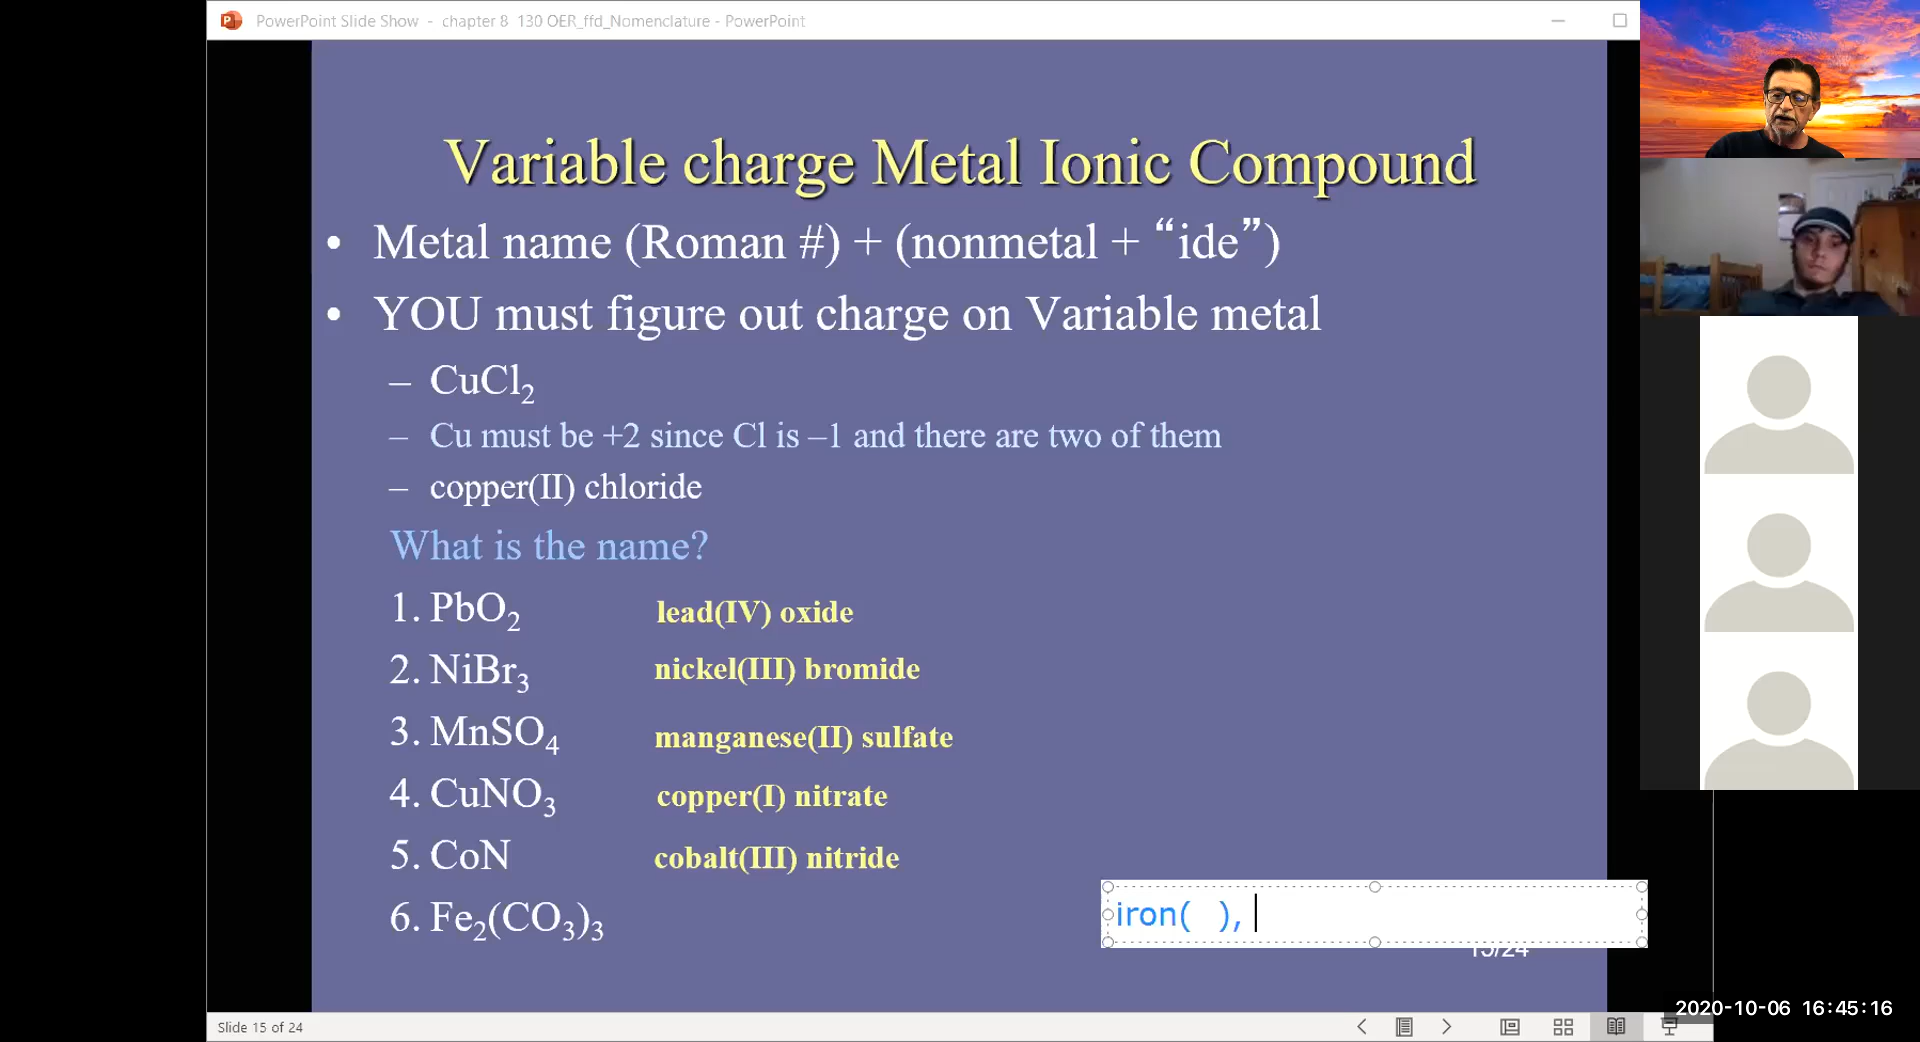 PowerPoint Slide Show - chapter 8 130 OER_ffd_Nomenclature - PowerPoint
Variable charge Metal Ionic Compound
• Metal name (Roman #) + (nonmetal + “ide”)
• YOU must figure out charge on Variable metal
– CuCl₂
– Cu must be +2 since Cl is –1 and there are two of them
– copper(II) chloride
What is the name?
1. PbO₂ lead(IV) oxide
2. NiBr₃ nickel(III) bromide
3. MnSO₄ manganese(II) sulfate
4. CuNO₃ copper(I) nitrate
5. CoN cobalt(III) nitride
6. Fe₂(CO₃)₃
iron( ),
15/24
2020-10-06 16:45:16
Slide 15 of 24